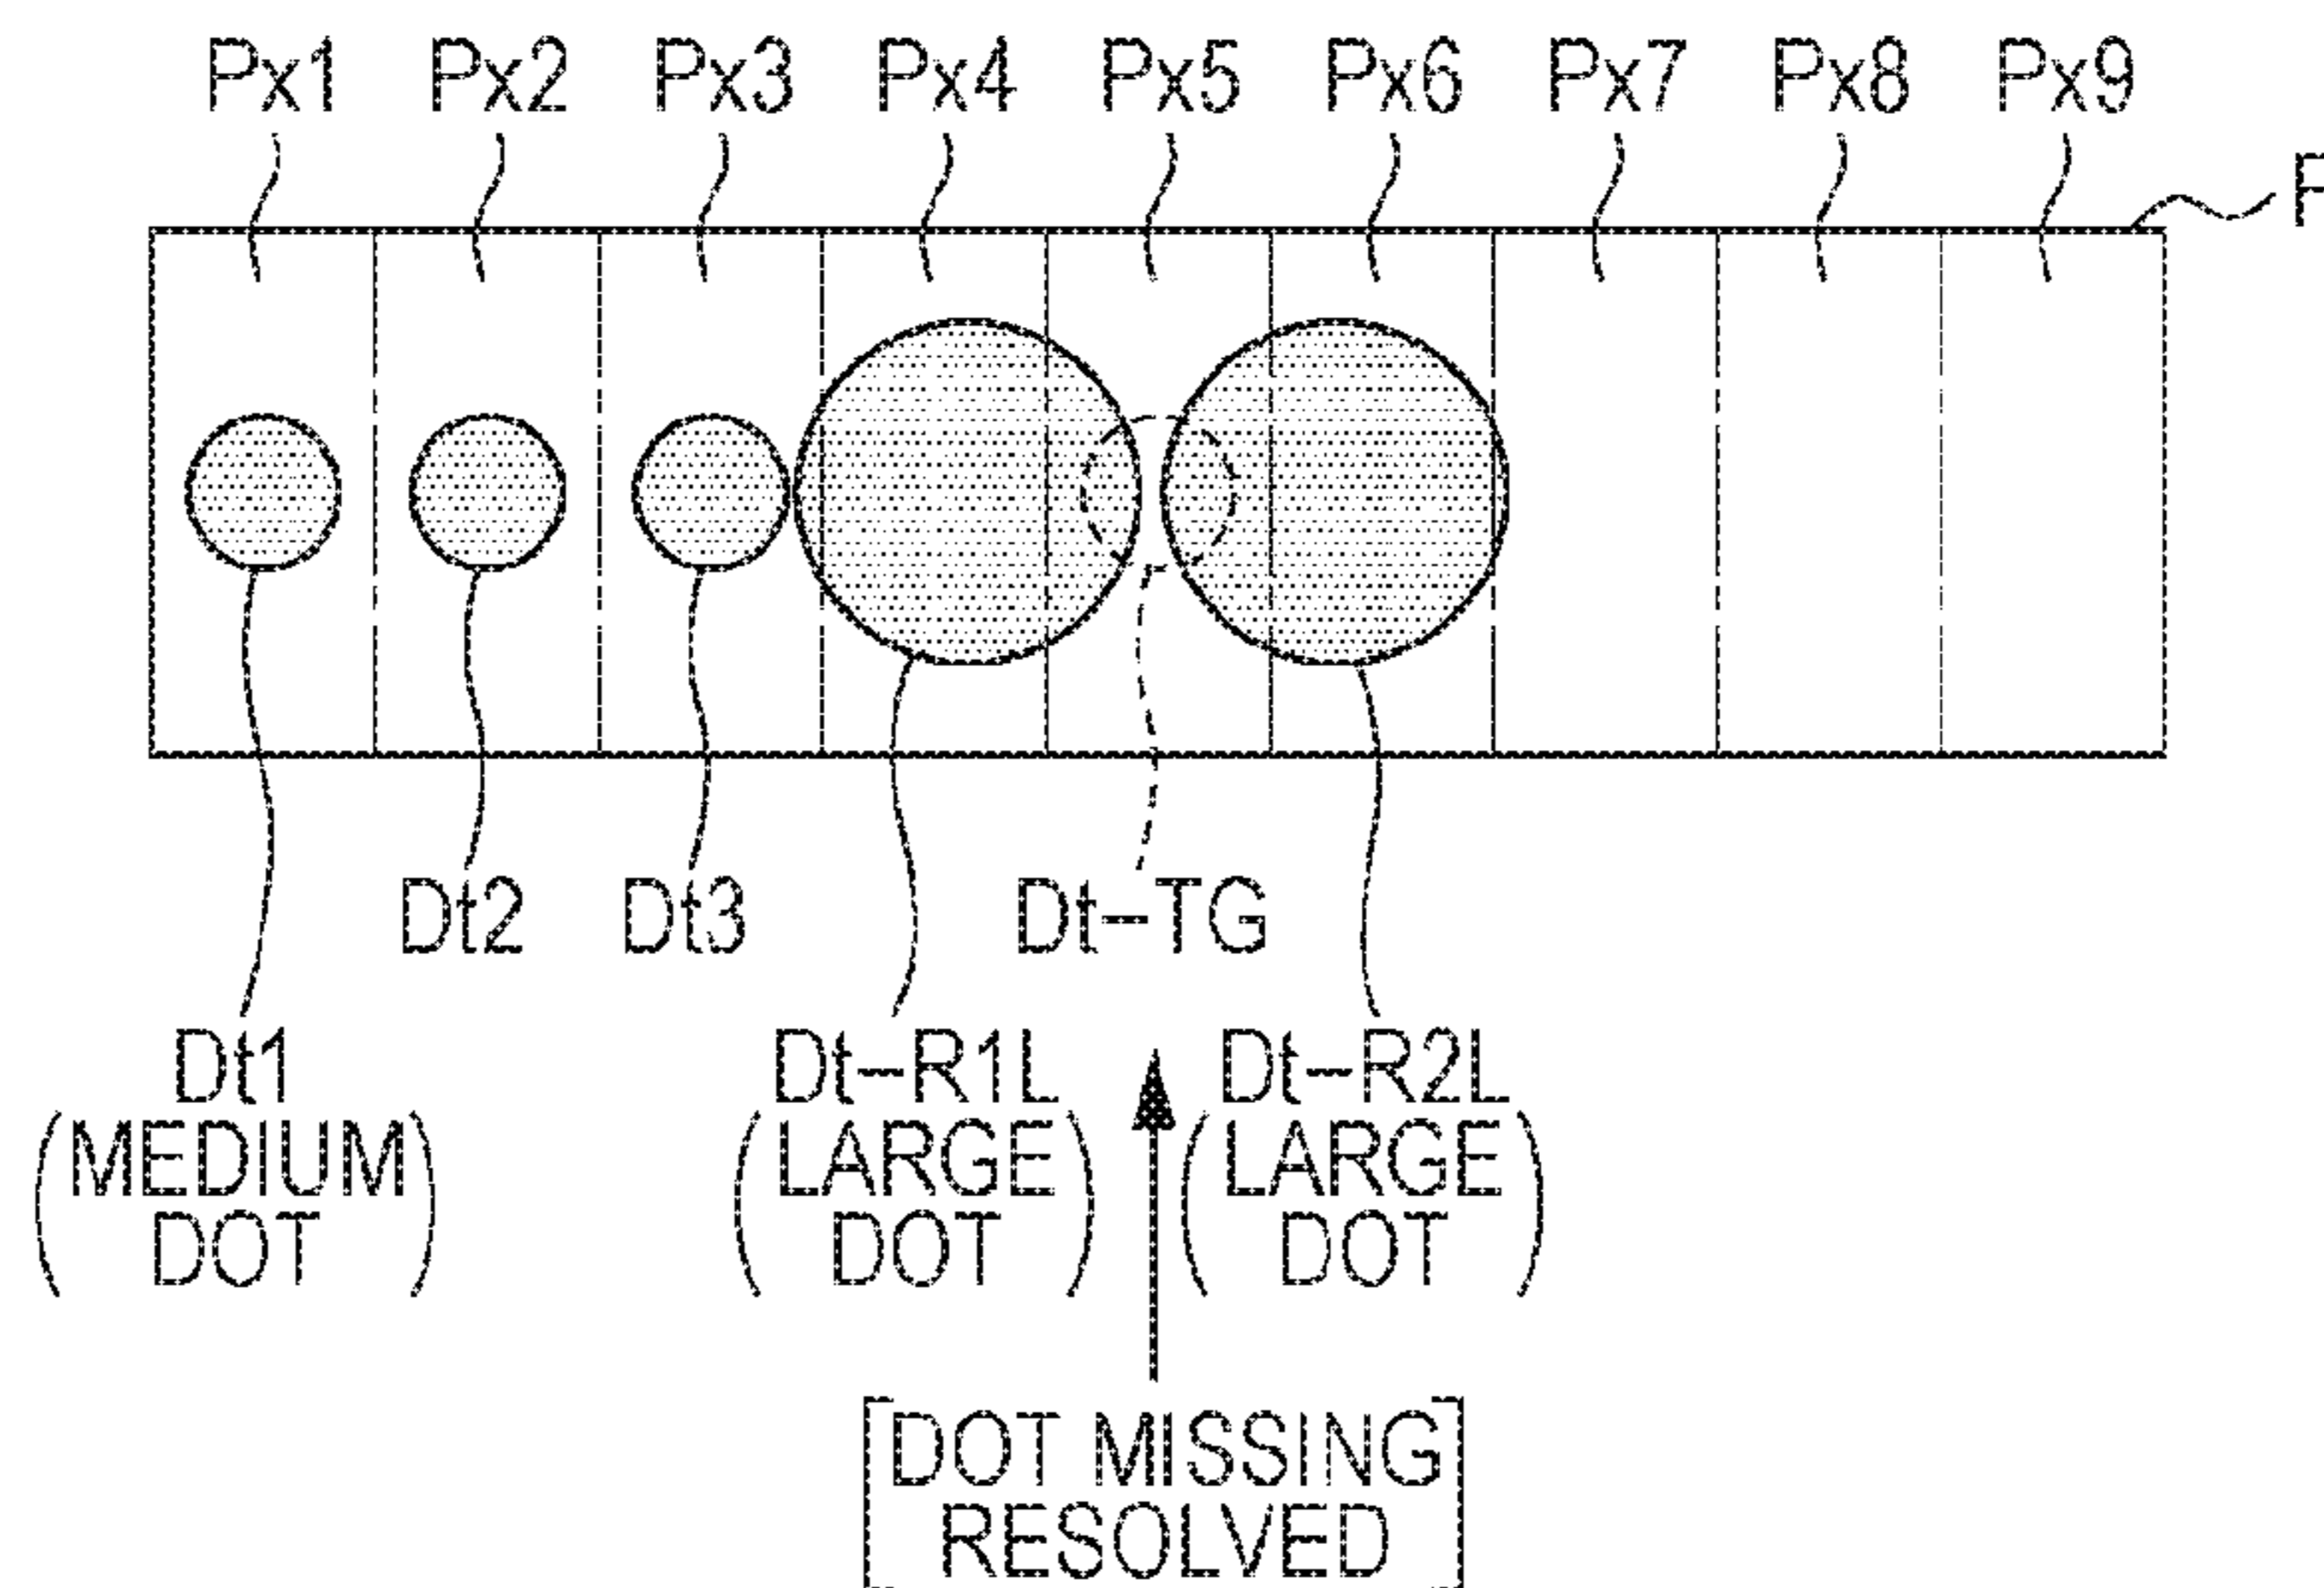 Px1 Px2 Px3 Px4 Px5 Px6 Px7 Px8 Px9
Dt2 Dt3 Dt-TG
Dt1 Dt-R1L Dt-R2L
(MEDIUM DOT) (LARGE DOT) (LARGE DOT)
[DOT MISSING
RESOLVED]